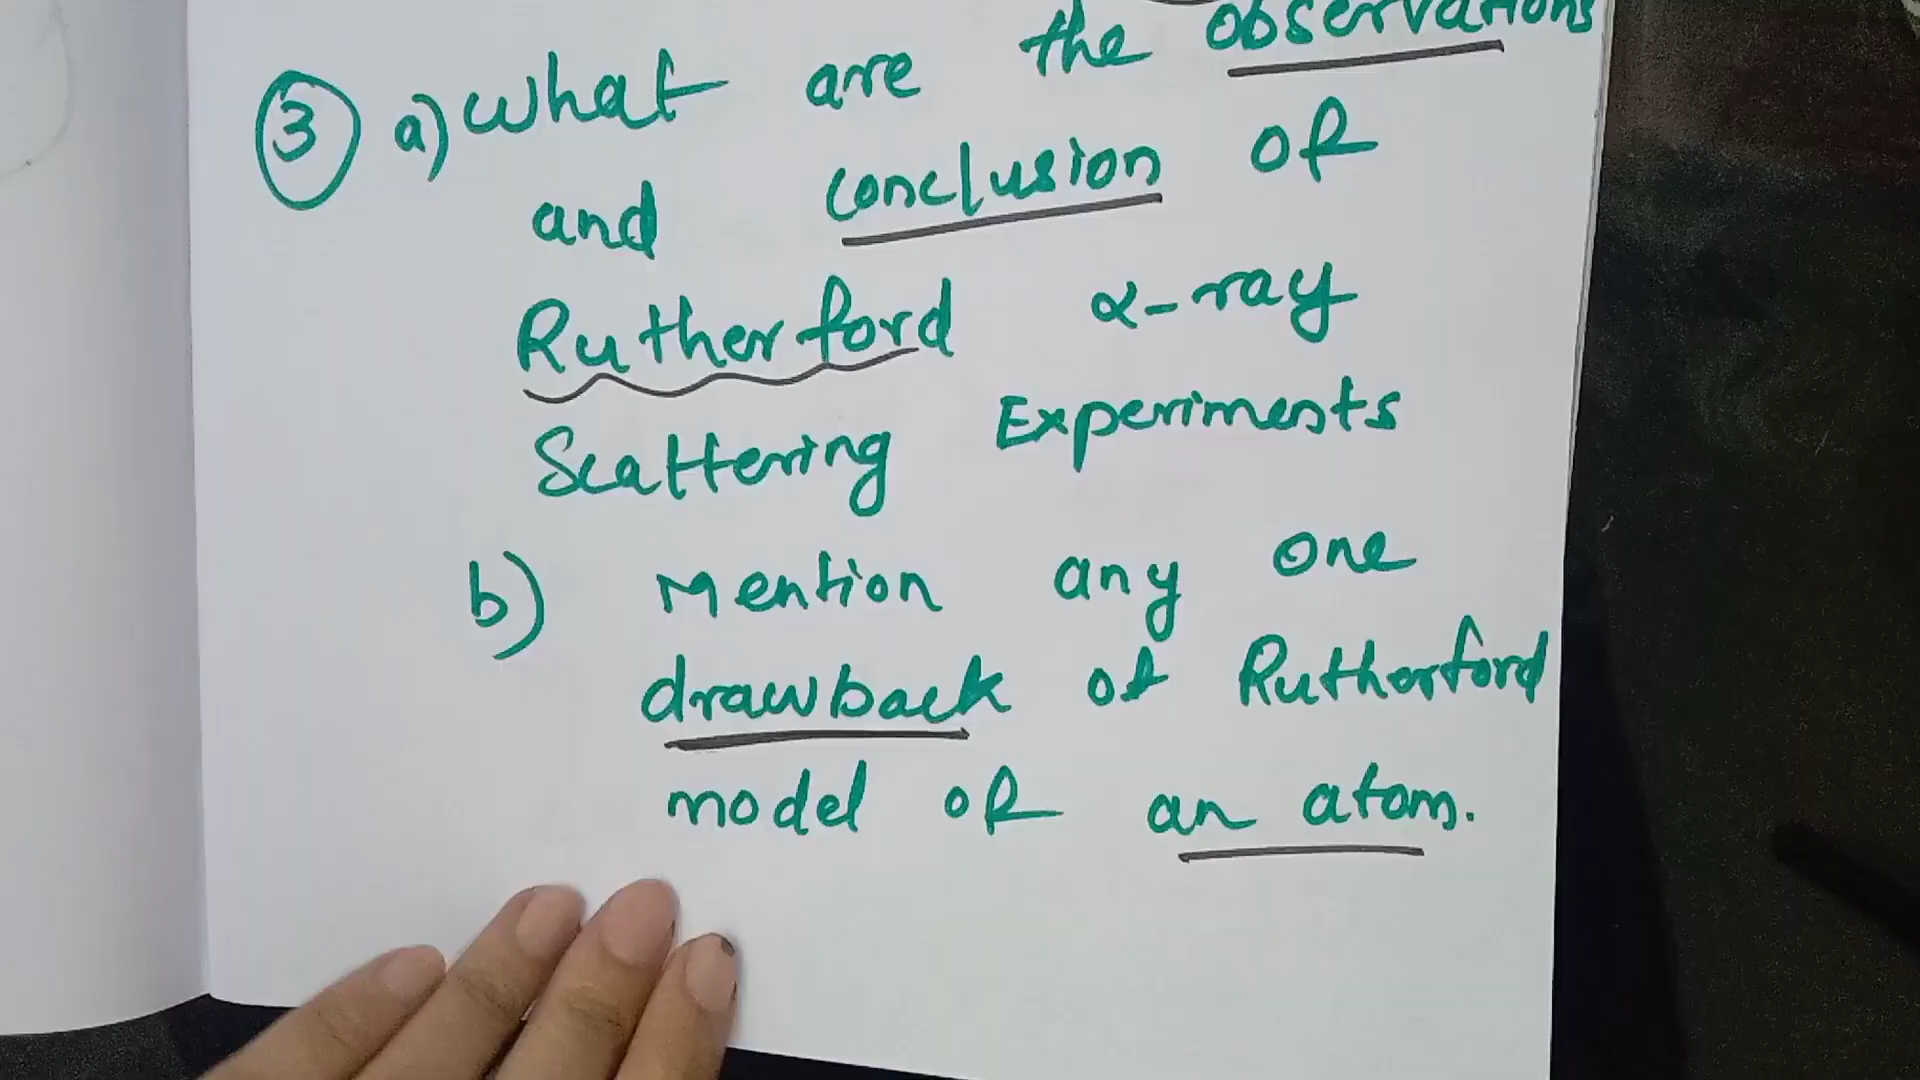 3 a) What are the observations
and conclusion of
Rutherford α-ray
Scattering Experiments
b) Mention any one
drawback of Rutherford
model of an atom.